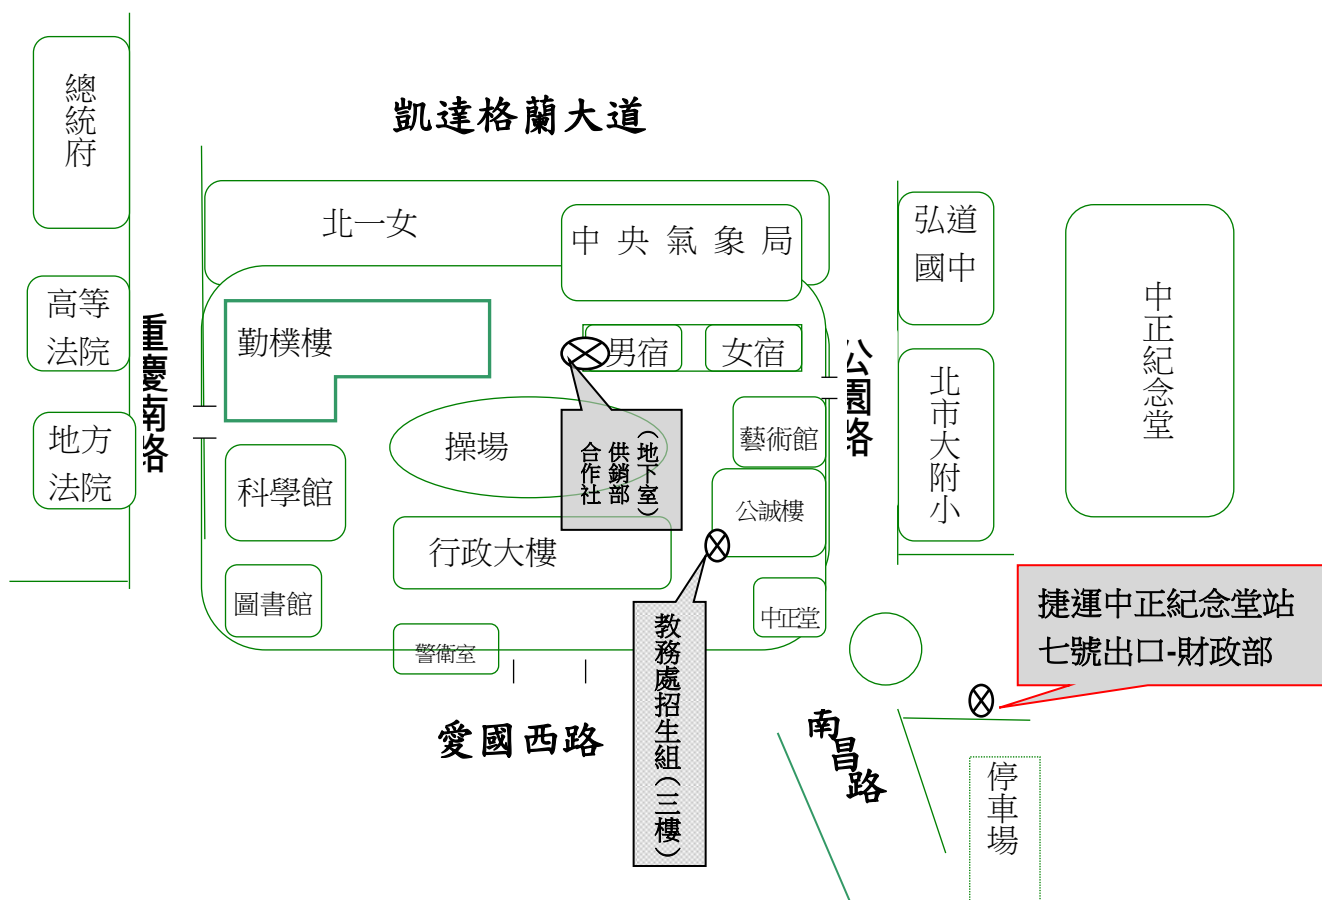 凱達格蘭大道
總統府
北一女
中央氣象局
弘道
國中
中正紀念堂
高等
法院
重慶南路
勤樸樓
男宿
女宿
公園路
北市大附小
地方
法院
操場
(地下室)
供銷部
合作社
藝術館
科學館
公誠樓
行政大樓
圖書館
中正堂
警衛室
教務處招生組(三樓)
捷運中正紀念堂站
七號出口-財政部
愛國西路
南昌路
停車場